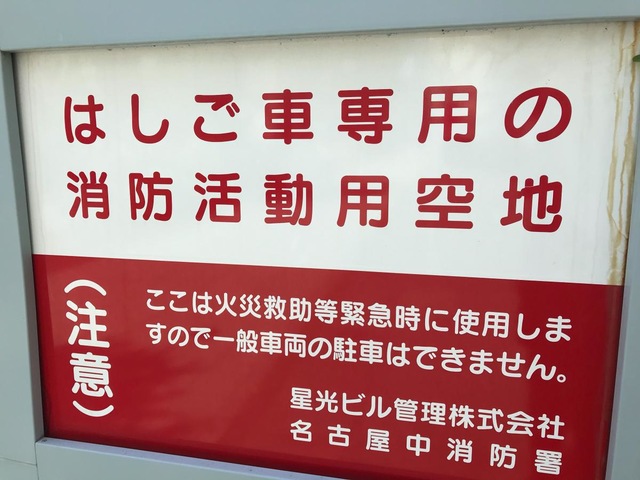 はしご車専用の
消防活動用空地
（注意）
ここは火災救助等緊急時に使用しま
すので一般車両の駐車はできません。
星光ビル管理株式会社
名古屋中消防署